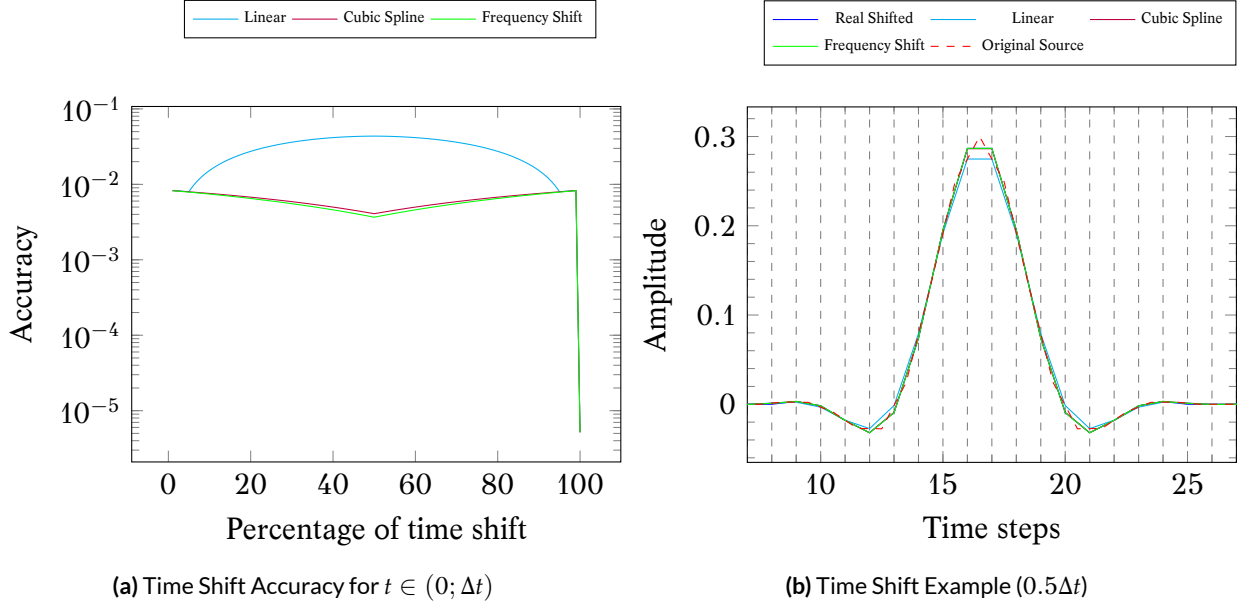 Linear Cubic Spline Frequency Shift
10⁻¹
10⁻²
10⁻³
10⁻⁴
10⁻⁵
Accuracy
0 20 40 60 80 100
Percentage of time shift
(a) Time Shift Accuracy for t ∈ (0; Δt)
Real Shifted Linear Cubic Spline
Frequency Shift Original Source
0.3
0.2
0.1
0
Amplitude
10 15 20 25
Time steps
(b) Time Shift Example (0.5Δt)